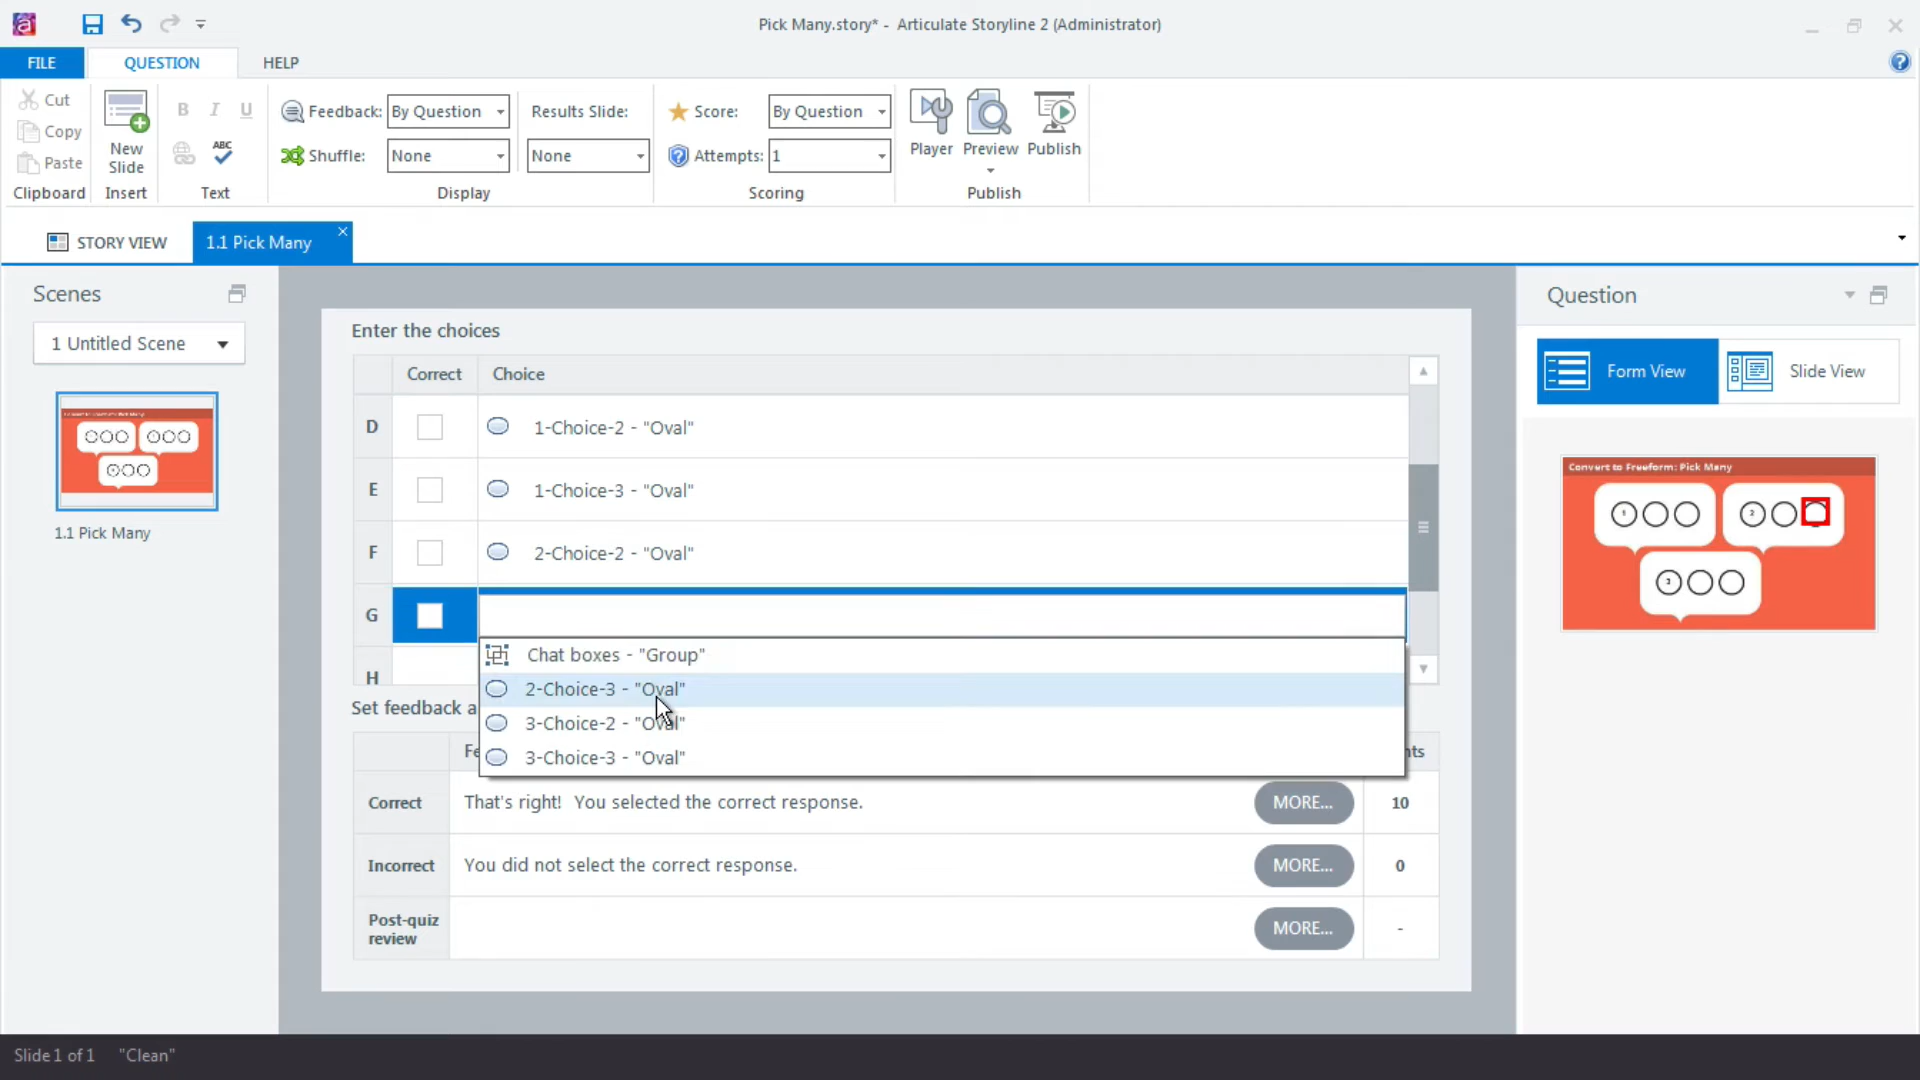 Pick Many.story* - Articulate Storyline 2 (Administrator)
FILE QUESTION HELP
Cut
Copy
Paste
Clipboard
New Slide
Insert
B I U
ABC
Text
Feedback: By Question
Shuffle: None
Results Slide:
None
Display
Score: By Question
Attempts: 1
Scoring
Player Preview Publish
Publish
STORY VIEW 1.1 Pick Many
Scenes
1 Untitled Scene
1.1 Pick Many
Enter the choices
Correct Choice
D 1-Choice-2 - "Oval"
E 1-Choice-3 - "Oval"
F 2-Choice-2 - "Oval"
G
H
Chat boxes - "Group"
2-Choice-3 - "Oval"
3-Choice-2 - "Oval"
3-Choice-3 - "Oval"
Set feedback a
Fe nts
Correct That's right! You selected the correct response. MORE... 10
Incorrect You did not select the correct response. MORE... 0
Post-quiz review MORE... -
Question
Form View Slide View
Convert to Freeform: Pick Many
1 2
3
Slide 1 of 1 "Clean"